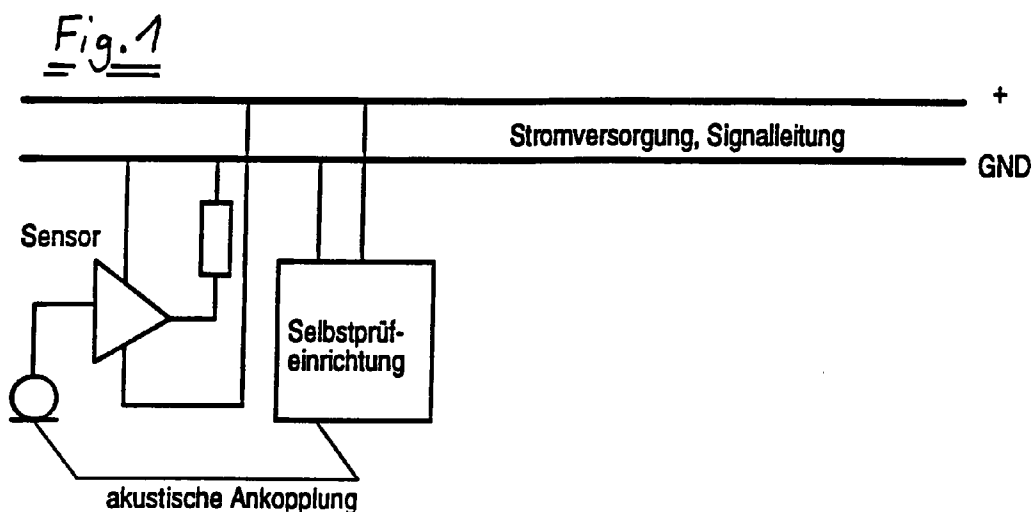 Fig. 1
+
Stromversorgung, Signalleitung
GND
Sensor
Selbstprüf-
einrichtung
akustische Ankopplung